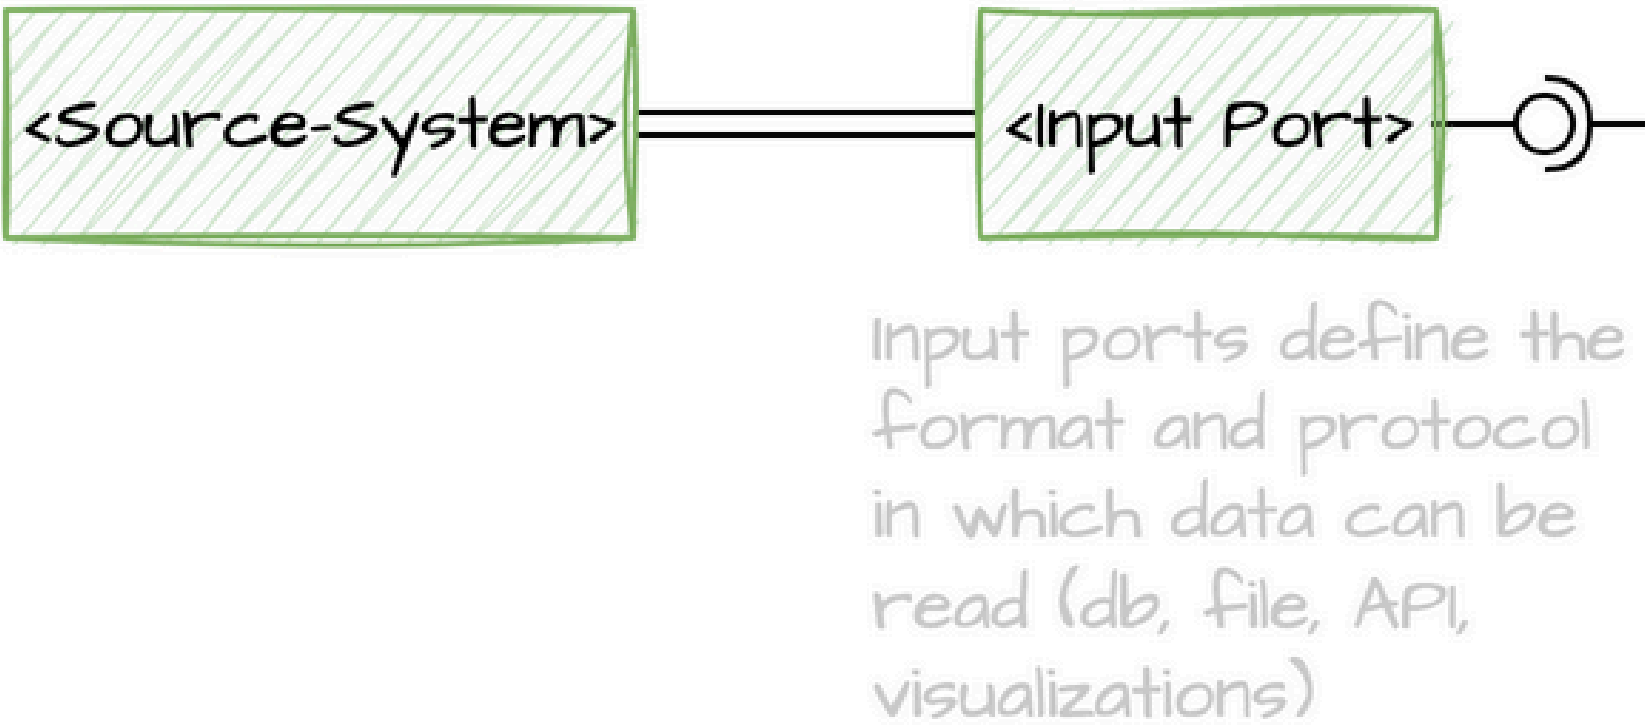 <Source-System>
<Input Port>
Input ports define the
format and protocol
in which data can be
read (db, file, API,
visualizations)